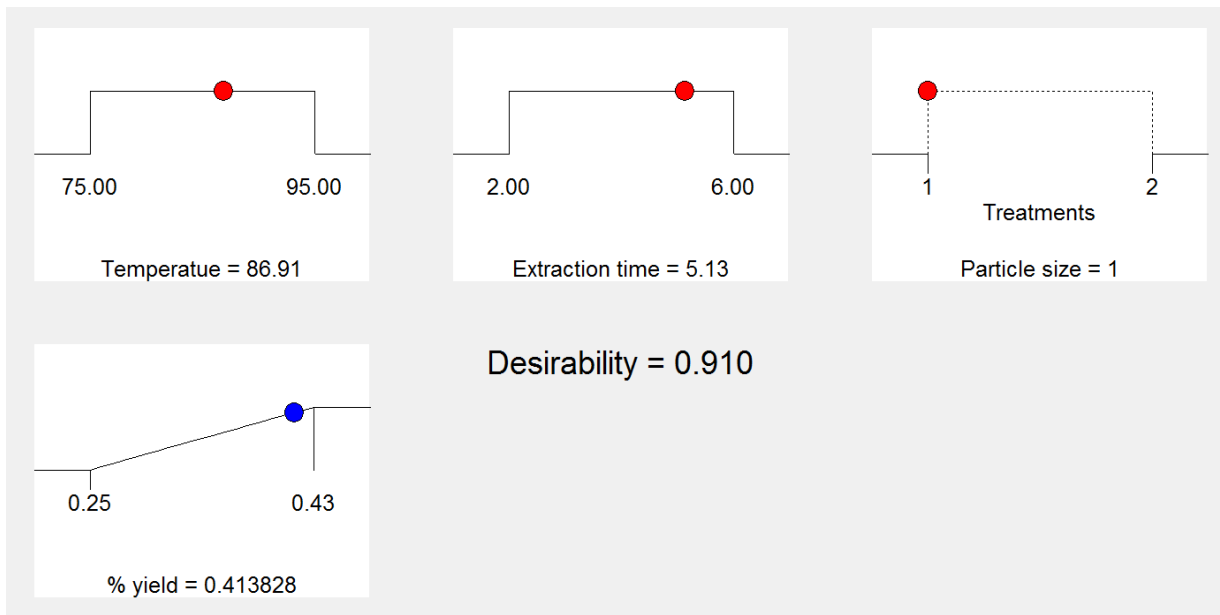 75.00 95.00
Temperatue = 86.91
2.00 6.00
Extraction time = 5.13
1 2
Treatments
Particle size = 1
0.25 0.43
% yield = 0.413828
Desirability = 0.910